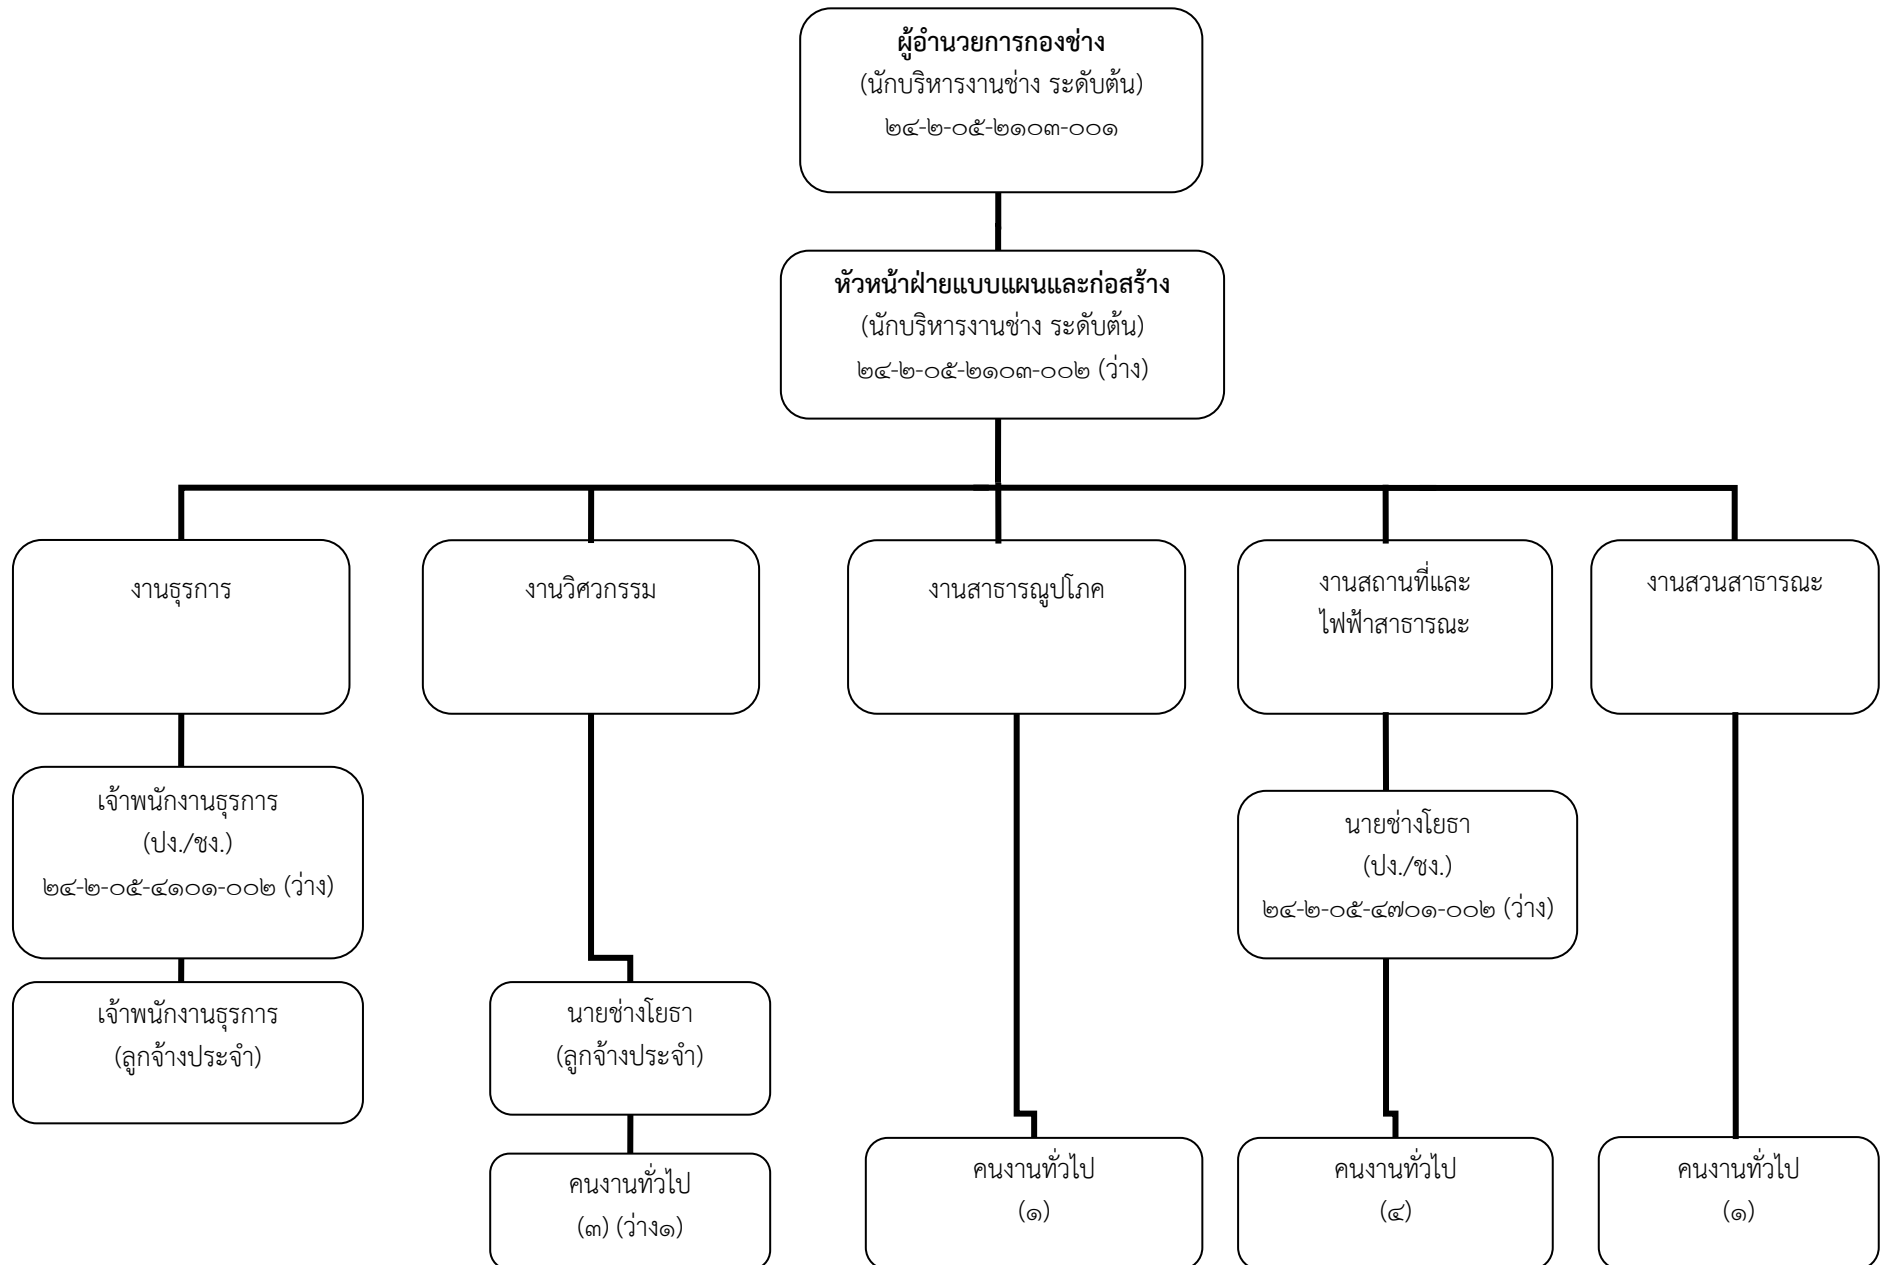 ผู้อำนวยการกองช่าง
(นักบริหารงานช่าง ระดับต้น)
๒๔-๒-๐๕-๒๑๐๓-๐๐๑
หัวหน้าฝ่ายแบบแผนและก่อสร้าง
(นักบริหารงานช่าง ระดับต้น)
๒๔-๒-๐๕-๒๑๐๓-๐๐๒ (ว่าง)
งานธุรการ
งานวิศวกรรม
งานสาธารณูปโภค
งานสถานที่และ
ไฟฟ้าสาธารณะ
งานสวนสาธารณะ
เจ้าพนักงานธุรการ
(ปง./ชง.)
๒๔-๒-๐๕-๔๑๐๑-๐๐๒ (ว่าง)
นายช่างโยธา
(ปง./ชง.)
๒๔-๒-๐๕-๔๗๐๑-๐๐๒ (ว่าง)
เจ้าพนักงานธุรการ
(ลูกจ้างประจำ)
นายช่างโยธา
(ลูกจ้างประจำ)
คนงานทั่วไป
(๓) (ว่าง๑)
คนงานทั่วไป
(๑)
คนงานทั่วไป
(๔)
คนงานทั่วไป
(๑)